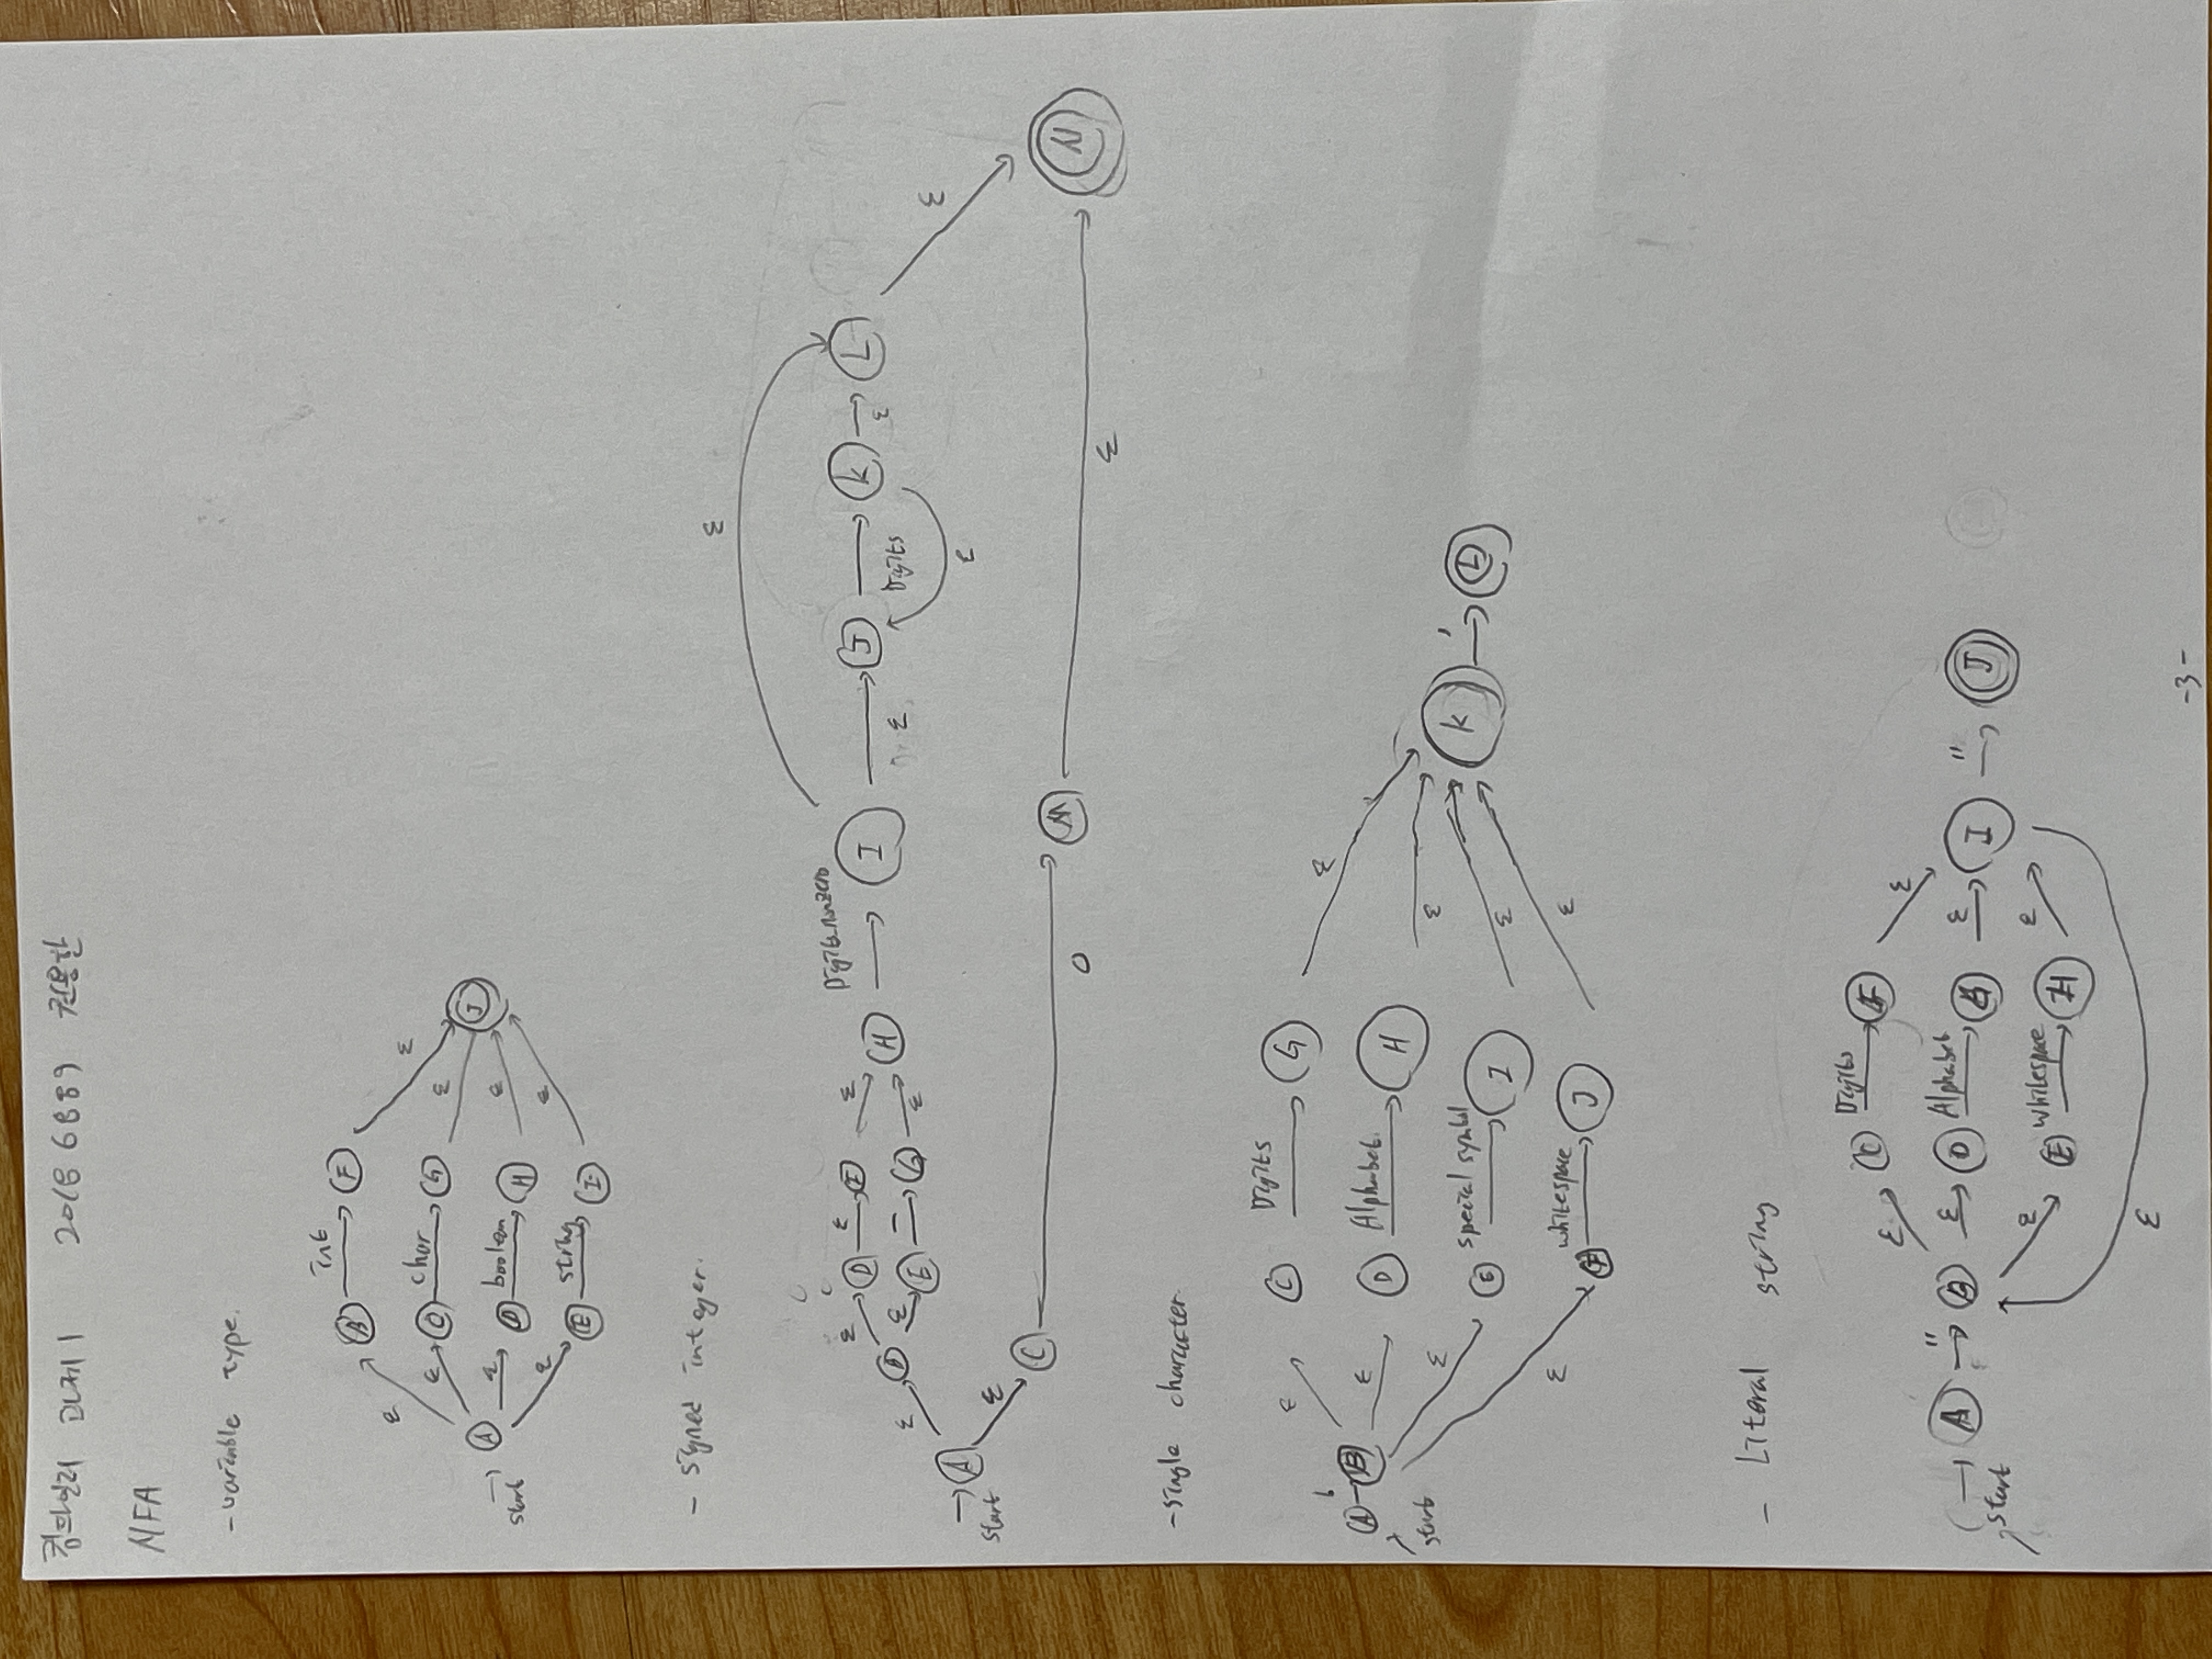 컴파일러 과제 1 20186889 권용한
NFA
- variable type.
int
B F
ε ε
char
ε C G ε
A J
start ε D boolean H ε
ε E string I ε
- signed integer.
ε
Digits_nonzero
ε D ε F ε
ε B ε E - G ε H I ε J Digits K ε L
ε
A
start
ε C 0 M ε N
ε
- single character.
ε C Digits G ε
' A B
start
ε D Alphabet. H ε
ε E special symbol I ε K ' L
ε F whitespace J ε
- Literal string
ε C Digits F ε
start A " B ε D Alphabet G ε I " J
ε E whitespace H ε
ε
-3-